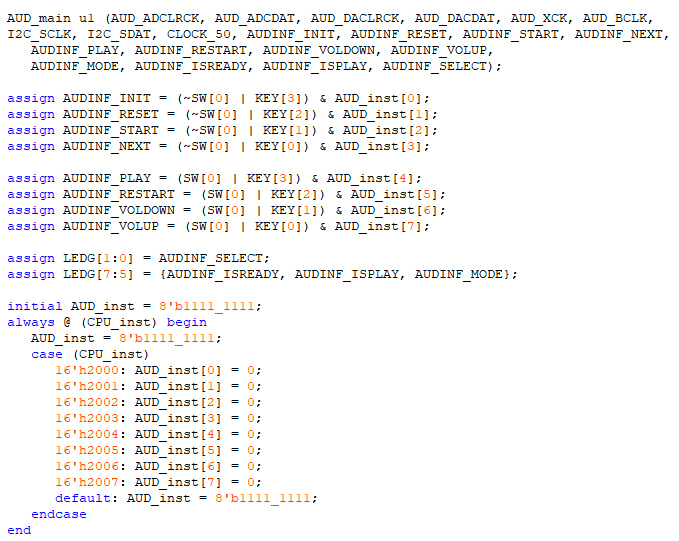 AUD_main u1 (AUD_ADCLRCK, AUD_ADCDAT, AUD_DACLRCK, AUD_DACDAT, AUD_XCK, AUD_BCLK,
I2C_SCLK, I2C_SDAT, CLOCK_50, AUDINF_INIT, AUDINF_RESET, AUDINF_START, AUDINF_NEXT,
AUDINF_PLAY, AUDINF_RESTART, AUDINF_VOLDOWN, AUDINF_VOLUP,
AUDINF_MODE, AUDINF_ISREADY, AUDINF_ISPLAY, AUDINF_SELECT);
assign AUDINF_INIT = (~SW[0] | KEY[3]) & AUD_inst[0];
assign AUDINF_RESET = (~SW[0] | KEY[2]) & AUD_inst[1];
assign AUDINF_START = (~SW[0] | KEY[1]) & AUD_inst[2];
assign AUDINF_NEXT = (~SW[0] | KEY[0]) & AUD_inst[3];
assign AUDINF_PLAY = (SW[0] | KEY[3]) & AUD_inst[4];
assign AUDINF_RESTART = (SW[0] | KEY[2]) & AUD_inst[5];
assign AUDINF_VOLDOWN = (SW[0] | KEY[1]) & AUD_inst[6];
assign AUDINF_VOLUP = (SW[0] | KEY[0]) & AUD_inst[7];
assign LEDG[1:0] = AUDINF_SELECT;
assign LEDG[7:5] = {AUDINF_ISREADY, AUDINF_ISPLAY, AUDINF_MODE};
initial AUD_inst = 8'b1111_1111;
always @ (CPU_inst) begin
AUD_inst = 8'b1111_1111;
case (CPU_inst)
16'h2000: AUD_inst[0] = 0;
16'h2001: AUD_inst[1] = 0;
16'h2002: AUD_inst[2] = 0;
16'h2003: AUD_inst[3] = 0;
16'h2004: AUD_inst[4] = 0;
16'h2005: AUD_inst[5] = 0;
16'h2006: AUD_inst[6] = 0;
16'h2007: AUD_inst[7] = 0;
default: AUD_inst = 8'b1111_1111;
endcase
end